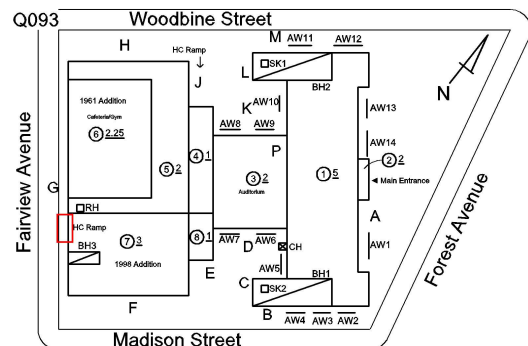 Q093
Woodbine Street
M
AW11
AW12
H
HC Ramp
J
L
SK1
BH2
N
1961 Addition
Cafeteria/Gym
6 2.25
K
AW10
AW13
AW8
AW9
4 1
P
AW14
5 2
3 2
Auditorium
1 5
2 2
Main Entrance
G
RH
HC Ramp
A
Fairview Avenue
Forest Avenue
7 3
8 1
AW7
AW6
D
CH
AW1
BH3
1998 Addition
E
AW5
C
BH1
SK2
F
B
AW4
AW3
AW2
Madison Street